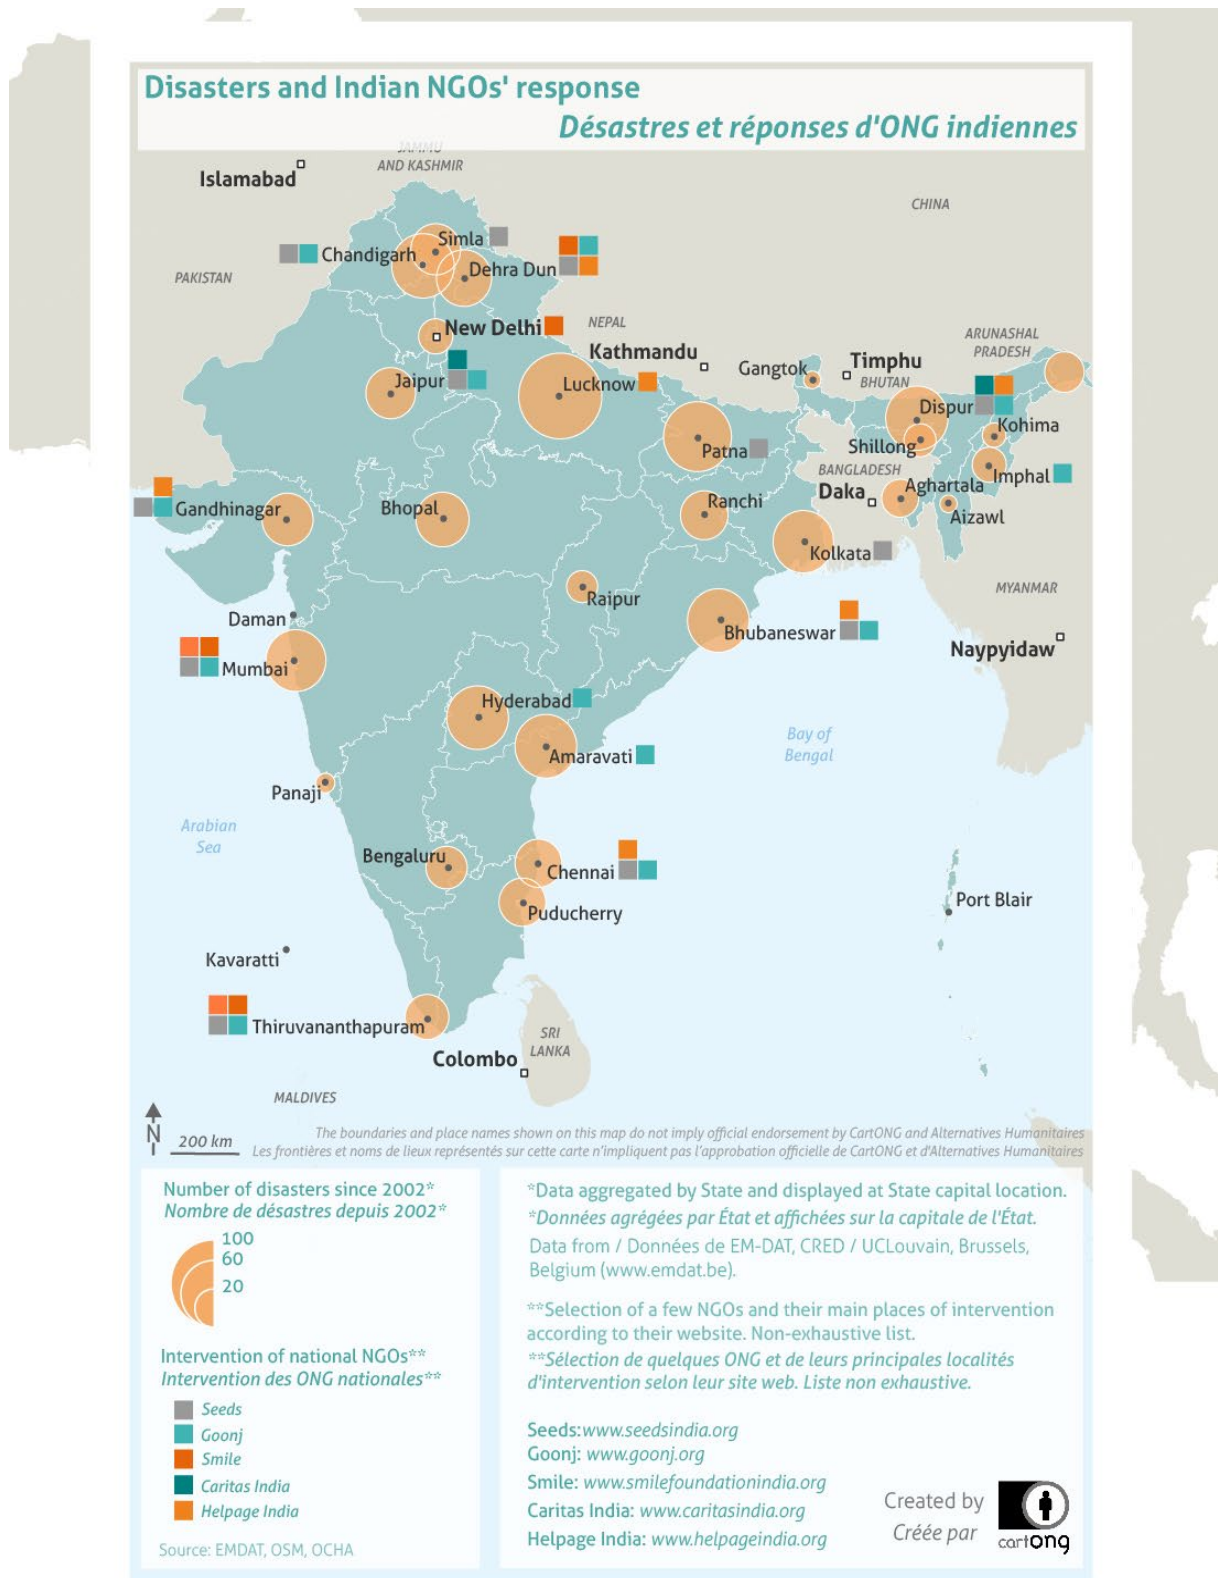 Disasters and Indian NGOs' response
Désastres et réponses d'ONG indiennes
JAMMU
AND KASHMIR
Islamabad
CHINA
Simla
Chandigarh
Dehra Dun
PAKISTAN
New Delhi
NEPAL
ARUNASHAL
PRADESH
Kathmandu
Timphu
Gangtok
BHUTAN
Jaipur
Lucknow
Dispur
Kohima
Shillong
Patna
BANGLADESH
Imphal
Daka
Aghartala
Ranchi
Gandhinagar
Bhopal
Aizawl
Kolkata
MYANMAR
Raipur
Daman
Bhubaneswar
Naypyidaw
Mumbai
Hyderabad
Bay of
Bengal
Amaravati
Panaji
Arabian
Sea
Bengaluru
Chennai
Puducherry
Port Blair
Kavaratti
Thiruvananthapuram
SRI
LANKA
Colombo
MALDIVES
N
200 km
The boundaries and place names shown on this map do not imply official endorsement by CartONG and Alternatives Humanitaires
Les frontières et noms de lieux représentés sur cette carte n'impliquent pas l'approbation officielle de CartONG et d'Alternatives Humanitaires
Number of disasters since 2002*
Nombre de désastres depuis 2002*
100
60
20
Intervention of national NGOs**
Intervention des ONG nationales**
Seeds
Goonj
Smile
Caritas India
Helpage India
Source: EMDAT, OSM, OCHA
*Data aggregated by State and displayed at State capital location.
*Données agrégées par État et affichées sur la capitale de l'État.
Data from / Données de EM-DAT, CRED / UCLouvain, Brussels,
Belgium (www.emdat.be).
**Selection of a few NGOs and their main places of intervention
according to their website. Non-exhaustive list.
**Sélection de quelques ONG et de leurs principales localités
d'intervention selon leur site web. Liste non exhaustive.
Seeds:www.seedsindia.org
Goonj: www.goonj.org
Smile: www.smilefoundationindia.org
Caritas India: www.caritasindia.org
Helpage India: www.helpageindia.org
Created by
Créée par
cartong